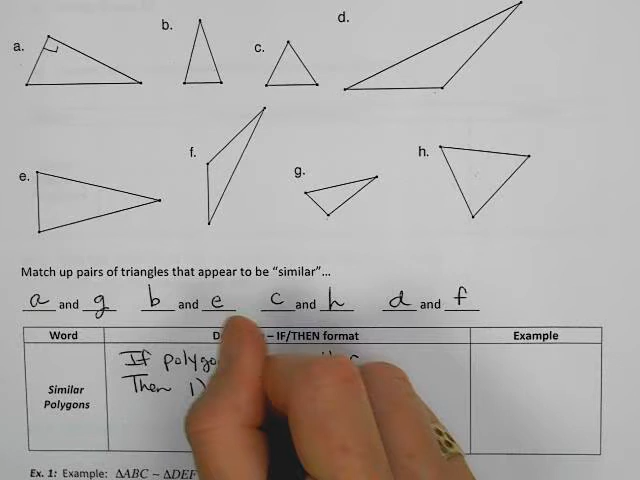 a.
b.
c.
d.
e.
f.
g.
h.
Match up pairs of triangles that appear to be "similar"...
a and g b and e c and h d and f
Word – IF/THEN format Example
If
Similar Polygons
Then 1)
Ex. 1: Example: ΔABC ~ ΔDEF